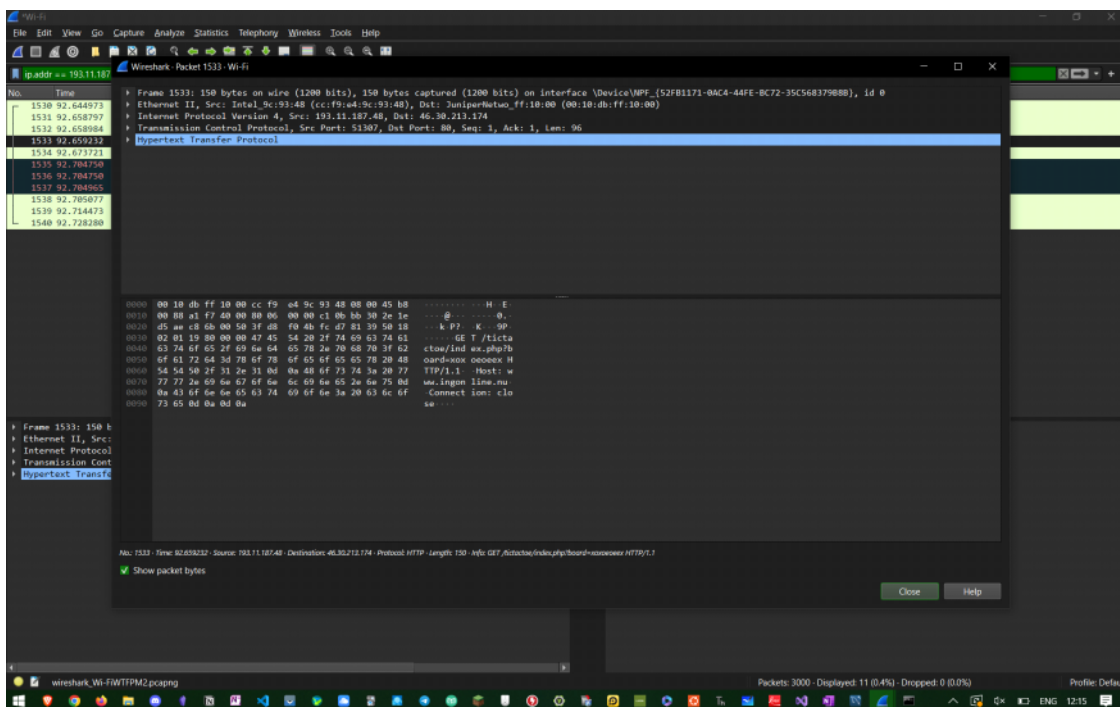 *Wi-Fi
File Edit View Go Capture Analyze Statistics Telephony Wireless Tools Help
ip.addr == 193.11.187
Wireshark · Packet 1533 · Wi-Fi
No. Time
1530 92.644973
1531 92.658797
1532 92.658984
1533 92.659232
1534 92.673721
1535 92.704750
1536 92.704750
1537 92.704965
1538 92.705077
1539 92.714473
1540 92.728280
Frame 1533: 150 bytes on wire (1200 bits), 150 bytes captured (1200 bits) on interface \Device\NPF_{52FB1171-0AC4-44FE-BC72-35C568379B8B}, id 0
Ethernet II, Src: Intel_9c:93:48 (cc:f9:e4:9c:93:48), Dst: JuniperNetwo_ff:10:00 (00:10:db:ff:10:00)
Internet Protocol Version 4, Src: 193.11.187.48, Dst: 46.30.213.174
Transmission Control Protocol, Src Port: 51307, Dst Port: 80, Seq: 1, Ack: 1, Len: 96
Hypertext Transfer Protocol
0000 00 10 db ff 10 00 cc f9 e4 9c 93 48 08 00 45 b8 ··········· H··E·
0010 00 88 a1 f7 40 00 80 06 00 00 c1 0b bb 30 2e 1e ····@··· ·····0.·
0020 d5 ae c8 6b 00 50 3f d8 f0 4b fc d7 81 39 50 18 ···k·P?· ·K···9P·
0030 02 01 19 80 00 00 47 45 54 20 2f 74 69 63 74 61 ······GE T /ticta
0040 63 74 6f 65 2f 69 6e 64 65 78 2e 70 68 70 3f 62 ctoe/ind ex.php?b
0050 6f 61 72 64 3d 78 6f 78 6f 65 6f 65 65 78 20 48 oard=xox oeoeex H
0060 54 54 50 2f 31 2e 31 0d 0a 48 6f 73 74 3a 20 77 TTP/1.1· ·Host: w
0070 77 77 2e 69 6e 67 6f 6e 6c 69 6e 65 2e 6e 75 0d ww.ingon line.nu·
0080 0a 43 6f 6e 6e 65 63 74 69 6f 6e 3a 20 63 6c 6f ·Connect ion: clo
0090 73 65 0d 0a 0d 0a se····
Frame 1533: 150 b
Ethernet II, Src:
Internet Protocol
Transmission Cont
Hypertext Transfe
No.: 1533 · Time: 92.659232 · Source: 193.11.187.48 · Destination: 46.30.213.174 · Protocol: HTTP · Length: 150 · Info: GET /tictactoe/index.php?board=xoxoeoeex HTTP/1.1
Show packet bytes
Close Help
wireshark_Wi-FiWTFPM2.pcapng
Packets: 3000 · Displayed: 11 (0.4%) · Dropped: 0 (0.0%)
Profile: Defau
ENG 12:15